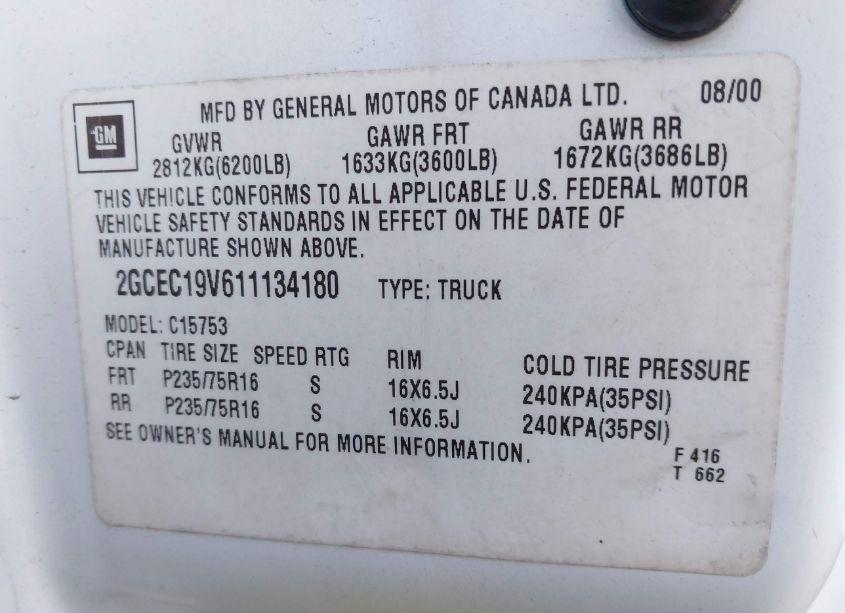 MFD BY GENERAL MOTORS OF CANADA LTD. 08/00
GM
GVWR GAWR FRT GAWR RR
2812KG(6200LB) 1633KG(3600LB) 1672KG(3686LB)
THIS VEHICLE CONFORMS TO ALL APPLICABLE U.S. FEDERAL MOTOR
VEHICLE SAFETY STANDARDS IN EFFECT ON THE DATE OF
MANUFACTURE SHOWN ABOVE.
2GCEC19V611134180 TYPE: TRUCK
MODEL: C15753
CPAN TIRE SIZE SPEED RTG RIM COLD TIRE PRESSURE
FRT P235/75R16 S 16X6.5J 240KPA(35PSI)
RR P235/75R16 S 16X6.5J 240KPA(35PSI)
SEE OWNER'S MANUAL FOR MORE INFORMATION.
F 416
T 662